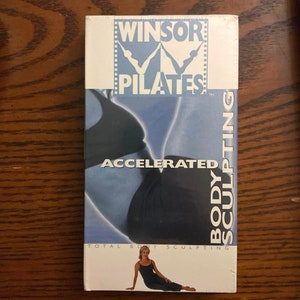 WINSOR
PILATES
ACCELERATED
BODY
SCULPTING
TOTAL BODY SCULPTING